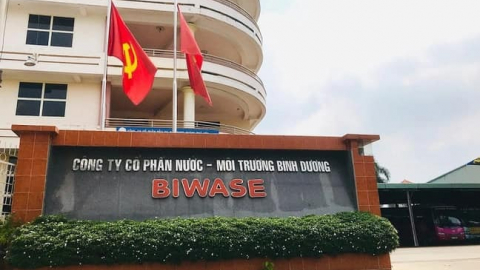 CÔNG TY CỔ PHẦN NƯỚC - MÔI TRƯỜNG BÌNH DƯƠNG
BIWASE